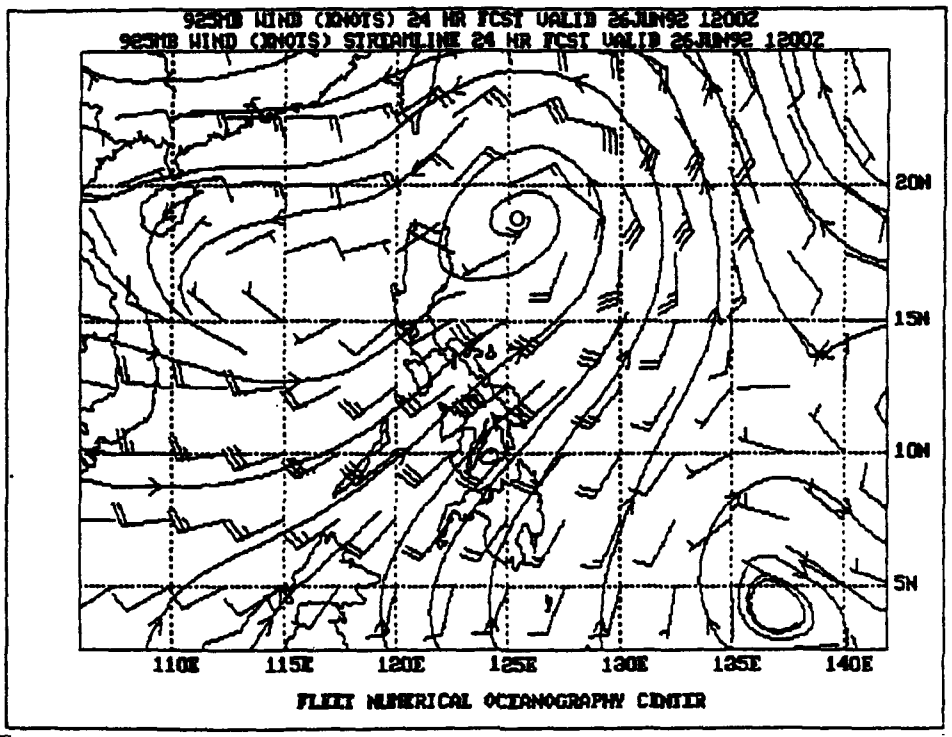 925MB WIND (KNOTS) 24 HR FCST VALID 26JUN92 1200Z
925MB WIND (KNOTS) STREAMLINE 24 HR FCST VALID 26JUN92 1200Z
20N
15N
10N
5N
110E 115E 120E 125E 130E 135E 140E
FLEET NUMERICAL OCEANOGRAPHY CENTER